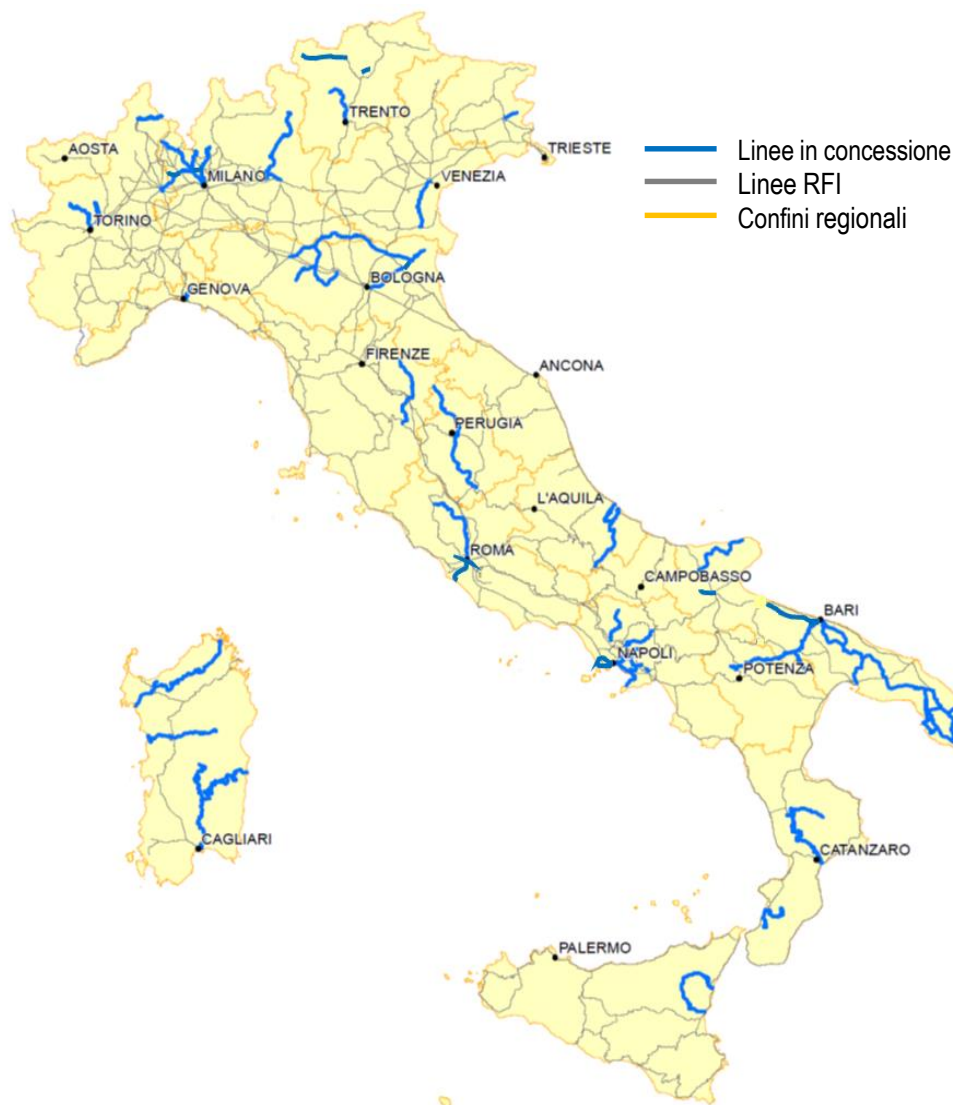 TRENTO
AOSTA
TRIESTE
MILANO
VENEZIA
TORINO
BOLOGNA
GENOVA
FIRENZE
ANCONA
PERUGIA
L'AQUILA
ROMA
CAMPOBASSO
BARI
NAPOLI
POTENZA
CAGLIARI
CATANZARO
PALERMO
Linee in concessione
Linee RFI
Confini regionali